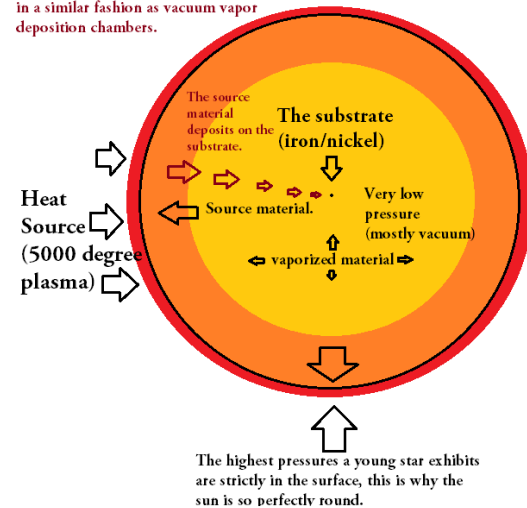 in a similar fashion as vacuum vapor
deposition chambers.
The source
material
deposits on the
substrate.
The substrate
(iron/nickel)
Heat
Source
(5000 degree
plasma)
Source material.
Very low
pressure
(mostly vacuum)
vaporized material
The highest pressures a young star exhibits
are strictly in the surface, this is why the
sun is so perfectly round.